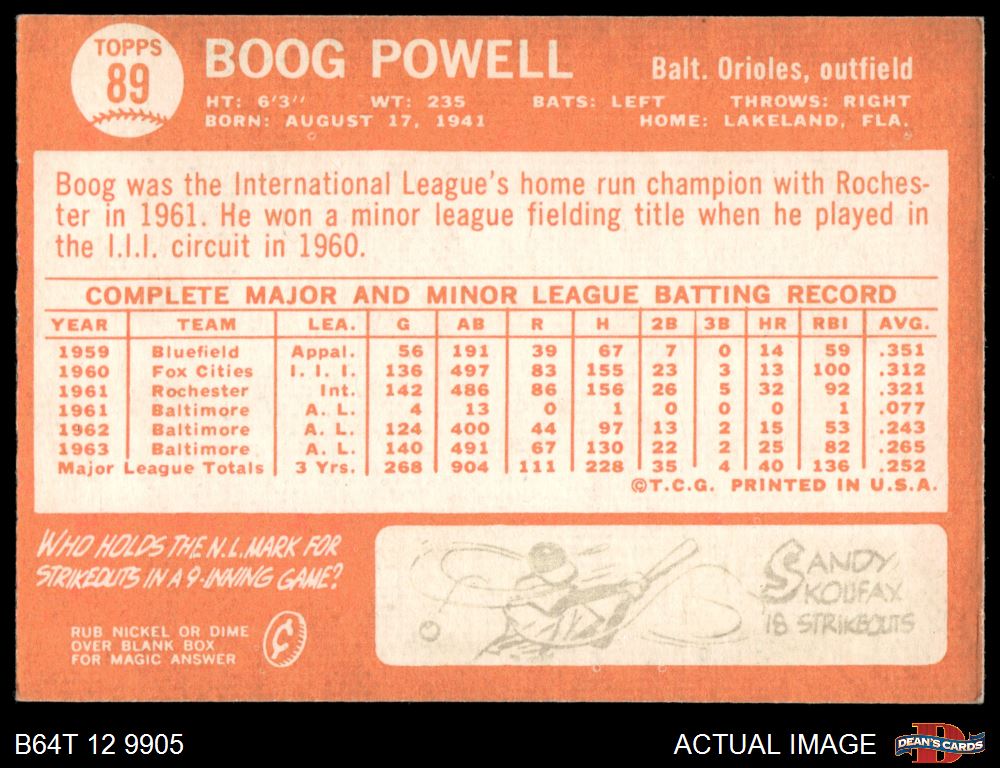 TOPPS
89
BOOG POWELL
Balt. Orioles, outfield
HT: 6'3" WT: 235 BATS: LEFT THROWS: RIGHT
BORN: AUGUST 17, 1941 HOME: LAKELAND, FLA.
Boog was the International League's home run champion with Roches-
ter in 1961. He won a minor league fielding title when he played in
the I.I.I. circuit in 1960.
COMPLETE MAJOR AND MINOR LEAGUE BATTING RECORD
YEAR TEAM LEA. G AB R H 2B 3B HR RBI AVG.
1959 Bluefield Appal. 56 191 39 67 7 0 14 59 .351
1960 Fox Cities I. I. I. 136 497 83 155 23 3 13 100 .312
1961 Rochester Int. 142 486 86 156 26 5 32 92 .321
1961 Baltimore A. L. 4 13 0 1 0 0 0 1 .077
1962 Baltimore A. L. 124 400 44 97 13 2 15 53 .243
1963 Baltimore A. L. 140 491 67 130 22 2 25 82 .265
Major League Totals 3 Yrs. 268 904 111 228 35 4 40 136 .252
©T.C.G. PRINTED IN U.S.A.
WHO HOLDS THE N.L. MARK FOR
STRIKEOUTS IN A 9-INNING GAME?
RUB NICKEL OR DIME
OVER BLANK BOX
FOR MAGIC ANSWER
SANDY
KOUFAX
18 STRIKEOUTS
B64T 12 9905
ACTUAL IMAGE
DEAN'S CARDS